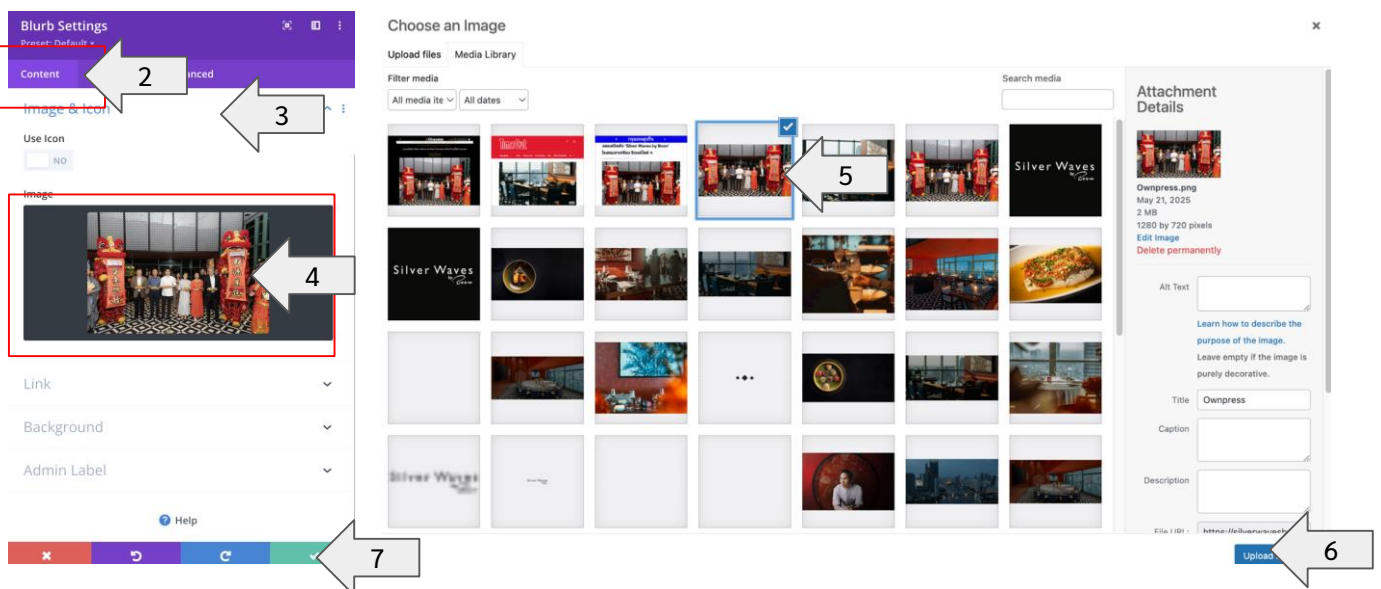 Blurb Settings
Preset: Default
Content
anced
2
Image & Icon
3
Use Icon
NO
Image
4
Link
Background
Admin Label
Help
7
Choose an Image
Upload files
Media Library
Filter media
Search media
All media ite
All dates
5
Silver Waves
by
Silver Waves
by
Silver Waves
Attachment
Details
Ownpress.png
May 21, 2025
2 MB
1280 by 720 pixels
Edit Image
Delete permanently
Alt Text
Learn how to describe the
purpose of the image.
Leave empty if the image is
purely decorative.
Title
Ownpress
Caption
Description
File URL:
Upload
6